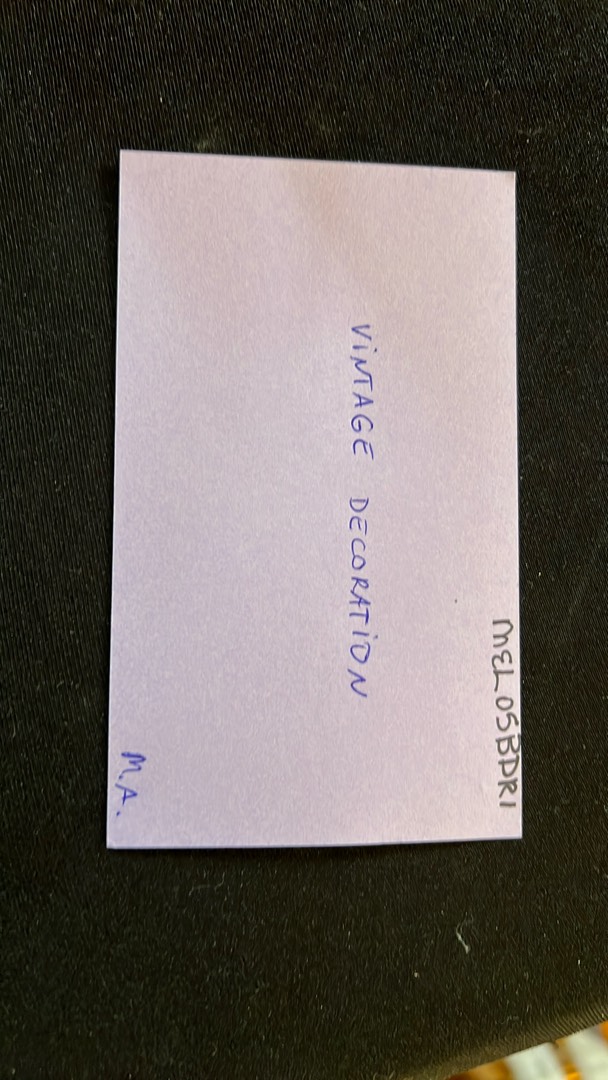 MEL05BDR1
VINTAGE DECORATION
M.A.